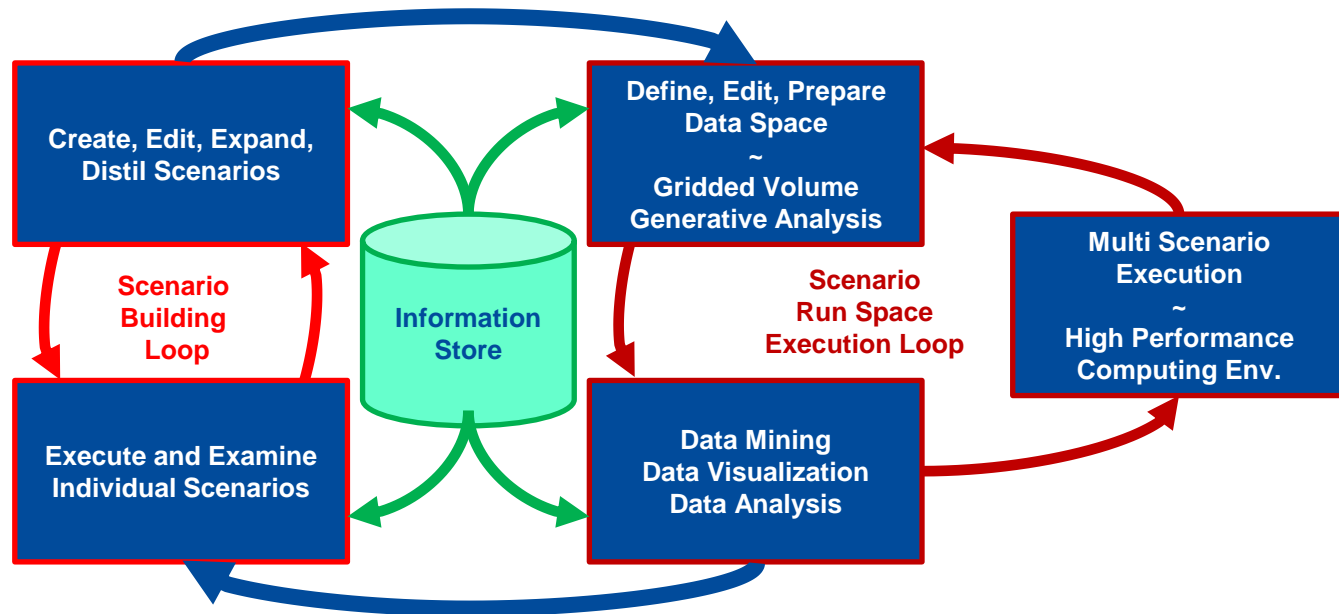 Create, Edit, Expand,
Distil Scenarios
Define, Edit, Prepare
Data Space
~
Gridded Volume
Generative Analysis
Scenario
Building
Loop
Information
Store
Scenario
Run Space
Execution Loop
Multi Scenario
Execution
~
High Performance
Computing Env.
Execute and Examine
Individual Scenarios
Data Mining
Data Visualization
Data Analysis